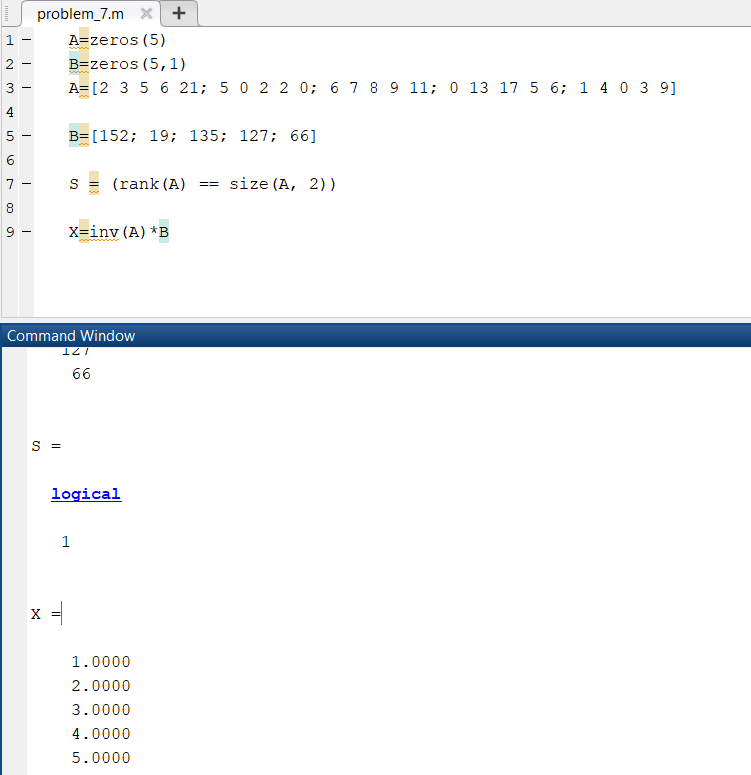 problem_7.m
1 A=zeros(5)
2 B=zeros(5,1)
3 A=[2 3 5 6 21; 5 0 2 2 0; 6 7 8 9 11; 0 13 17 5 6; 1 4 0 3 9]
4
5 B=[152; 19; 135; 127; 66]
6
7 S = (rank(A) == size(A, 2))
8
9 X=inv(A)*B
Command Window
127
66
S =
logical
1
X =
1.0000
2.0000
3.0000
4.0000
5.0000